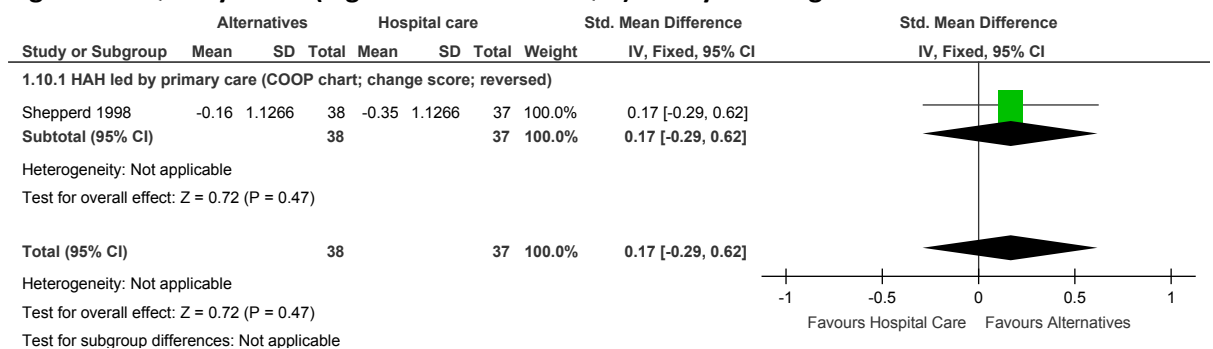 Alternatives Hospital care Std. Mean Difference Std. Mean Difference
Study or Subgroup Mean SD Total Mean SD Total Weight IV, Fixed, 95% CI IV, Fixed, 95% CI
1.10.1 HAH led by primary care (COOP chart; change score; reversed)
Shepperd 1998 -0.16 1.1266 38 -0.35 1.1266 37 100.0% 0.17 [-0.29, 0.62]
Subtotal (95% CI) 38 37 100.0% 0.17 [-0.29, 0.62]
Heterogeneity: Not applicable
Test for overall effect: Z = 0.72 (P = 0.47)
Total (95% CI) 38 37 100.0% 0.17 [-0.29, 0.62]
Heterogeneity: Not applicable
Test for overall effect: Z = 0.72 (P = 0.47)
Test for subgroup differences: Not applicable
-1 -0.5 0 0.5 1
Favours Hospital Care Favours Alternatives